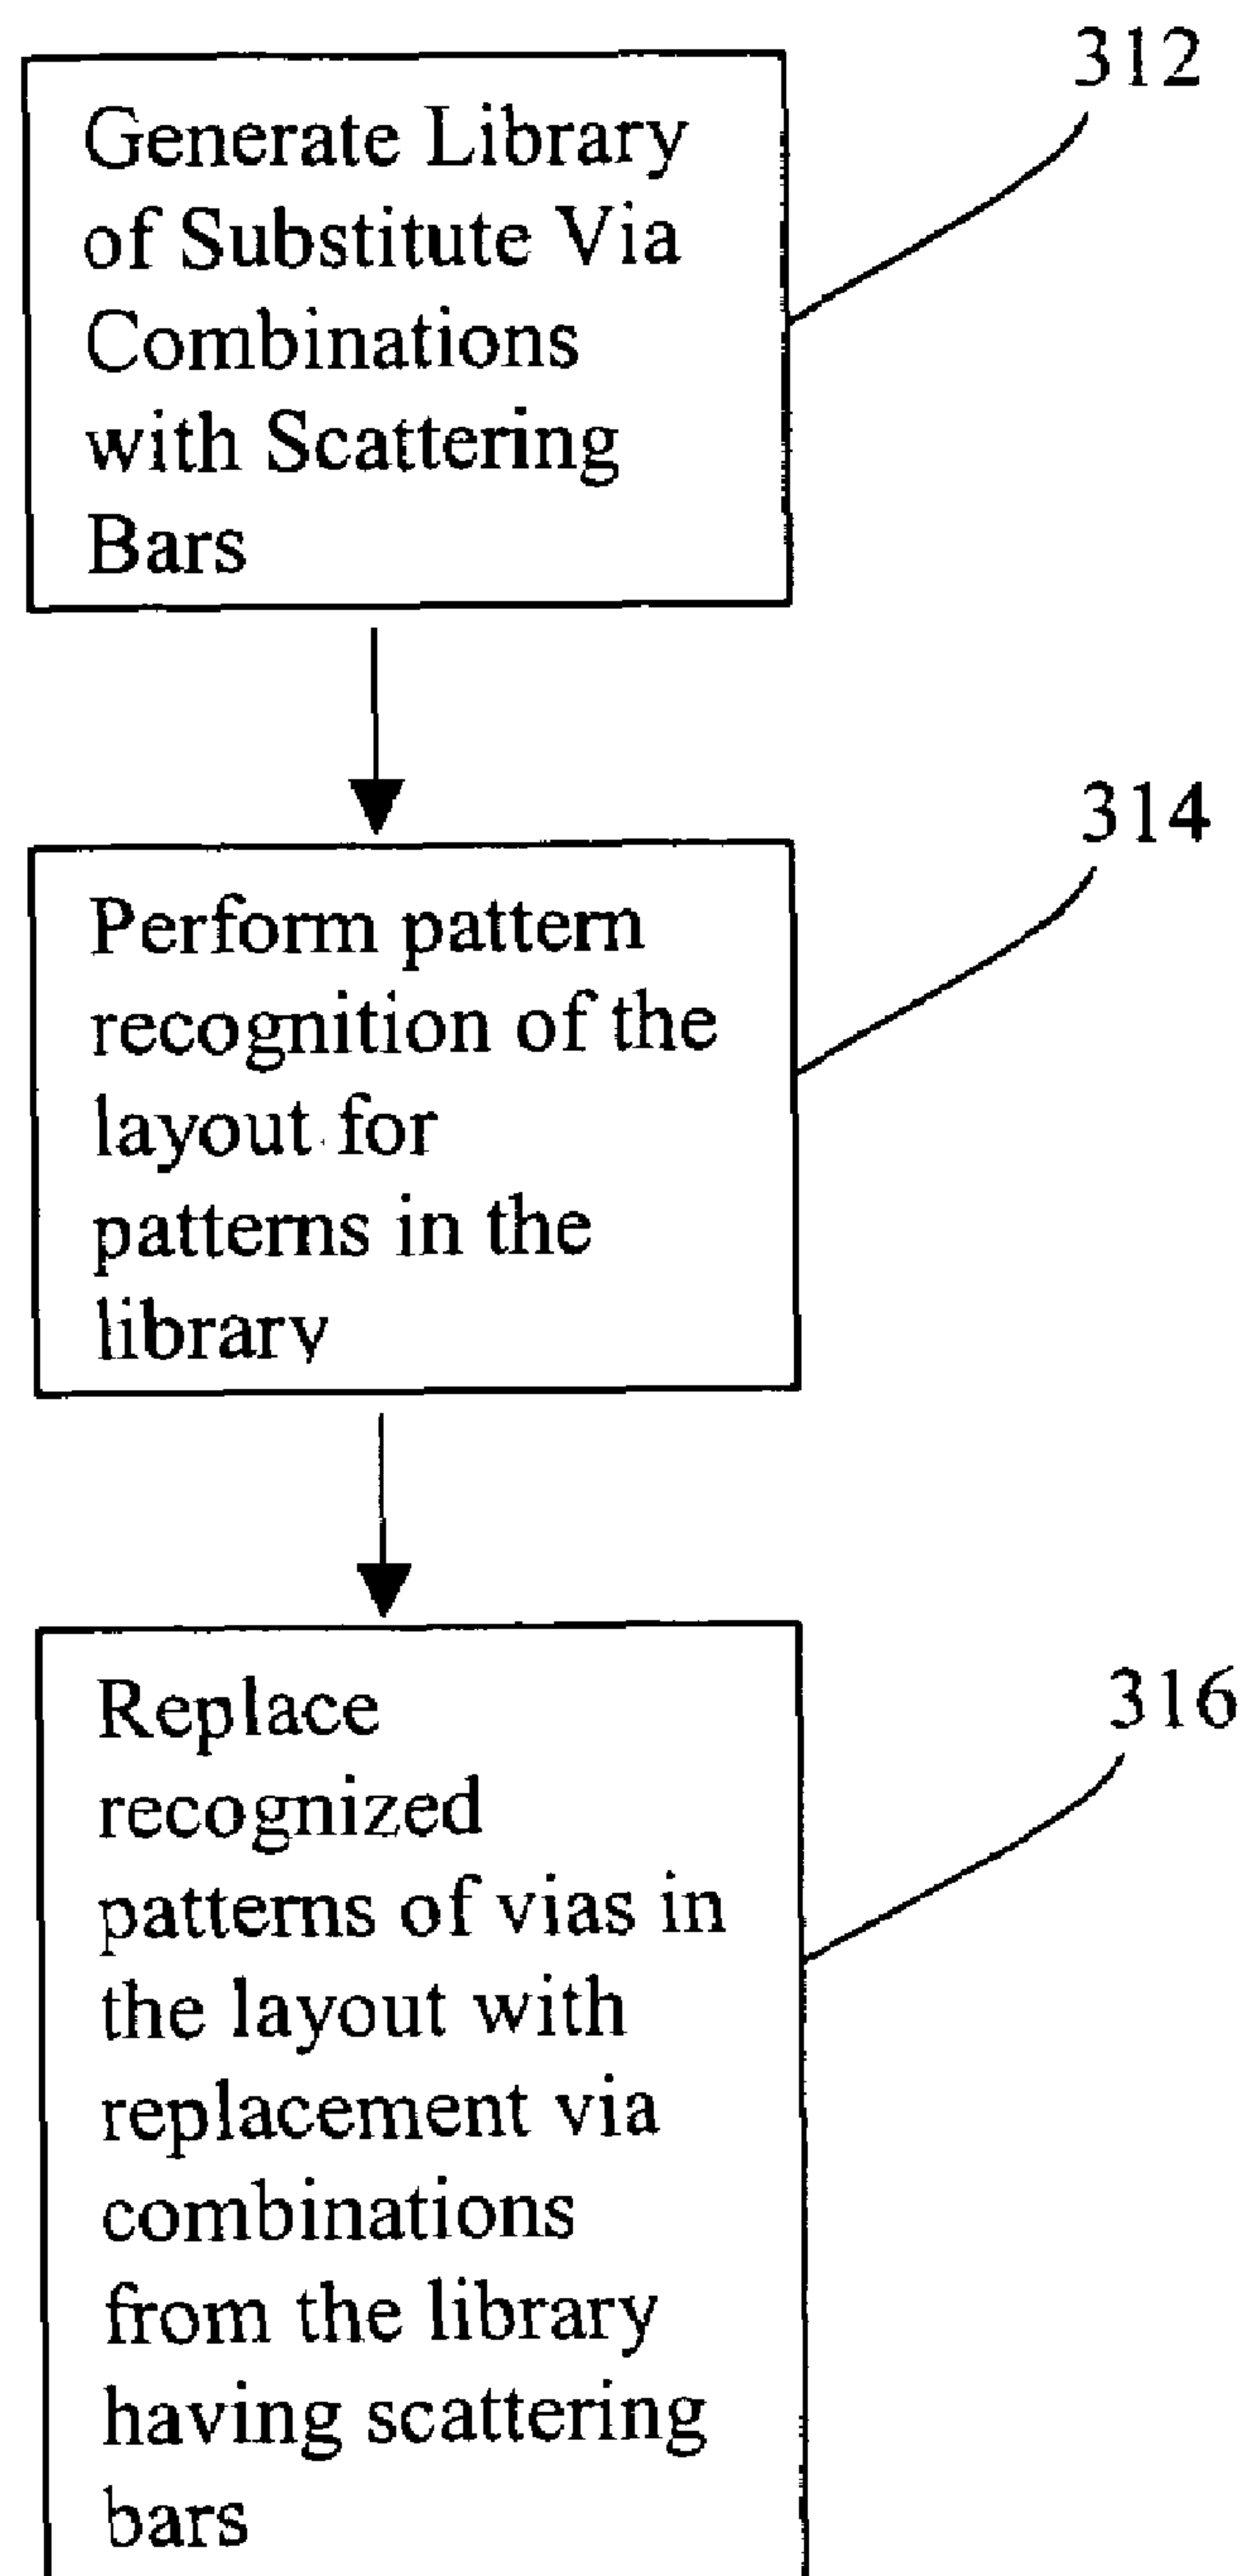 312
Generate Library
of Substitute Via
Combinations
with Scattering
Bars
314
Perform pattern
recognition of the
layout for
patterns in the
library
316
Replace
recognized
patterns of vias in
the layout with
replacement via
combinations
from the library
having scattering
bars